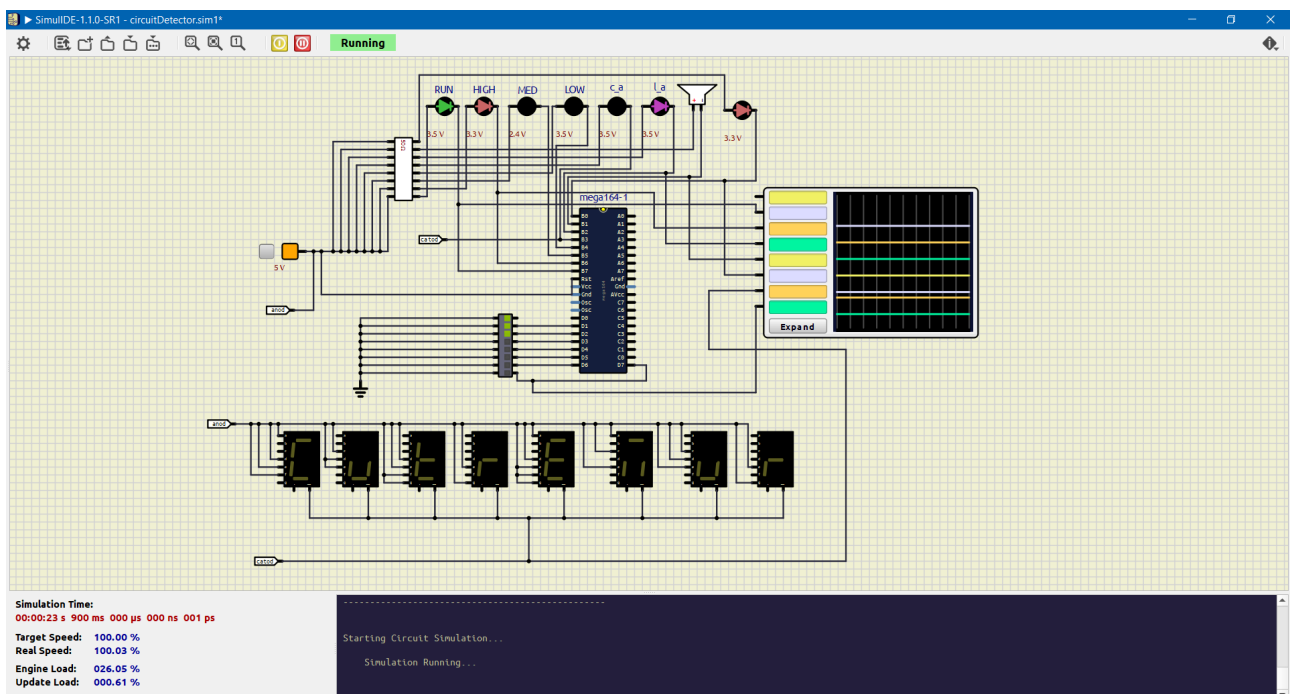 SimulIDE-1.1.0-SR1 - circuitDetector.sim1*
Running
RUN HIGH MED LOW c_a l_a
3.5 V 3.3 V 2.4 V 3.5 V 3.5 V 3.5 V 3.3 V
50Ω
mega164-1
B0 A0
B1 A1
B2 A2
B3 A3
B4 A4
B5 A5
B6 A6
B7 A7
Rst Aref
Vcc Gnd
Gnd AVcc
Osc C7
Osc C6
D0 C5
D1 C4
D2 C3
D3 C2
D4 C1
D5 C0
D6 D7
catod
5 V
anod
Expand
anod
catod
Simulation Time:
00:00:23 s 900 ms 000 µs 000 ns 001 ps
Target Speed: 100.00 %
Real Speed: 100.03 %
Engine Load: 026.05 %
Update Load: 000.61 %
Starting Circuit Simulation...
Simulation Running...